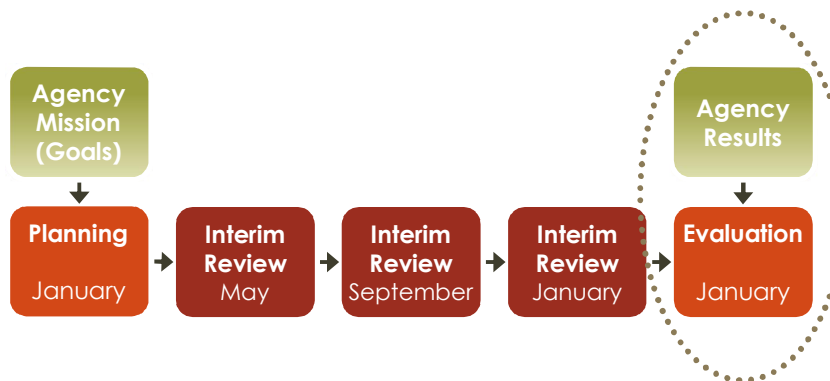 Agency
Mission
(Goals)
Agency
Results
Planning
January
Interim
Review
May
Interim
Review
September
Interim
Review
January
Evaluation
January